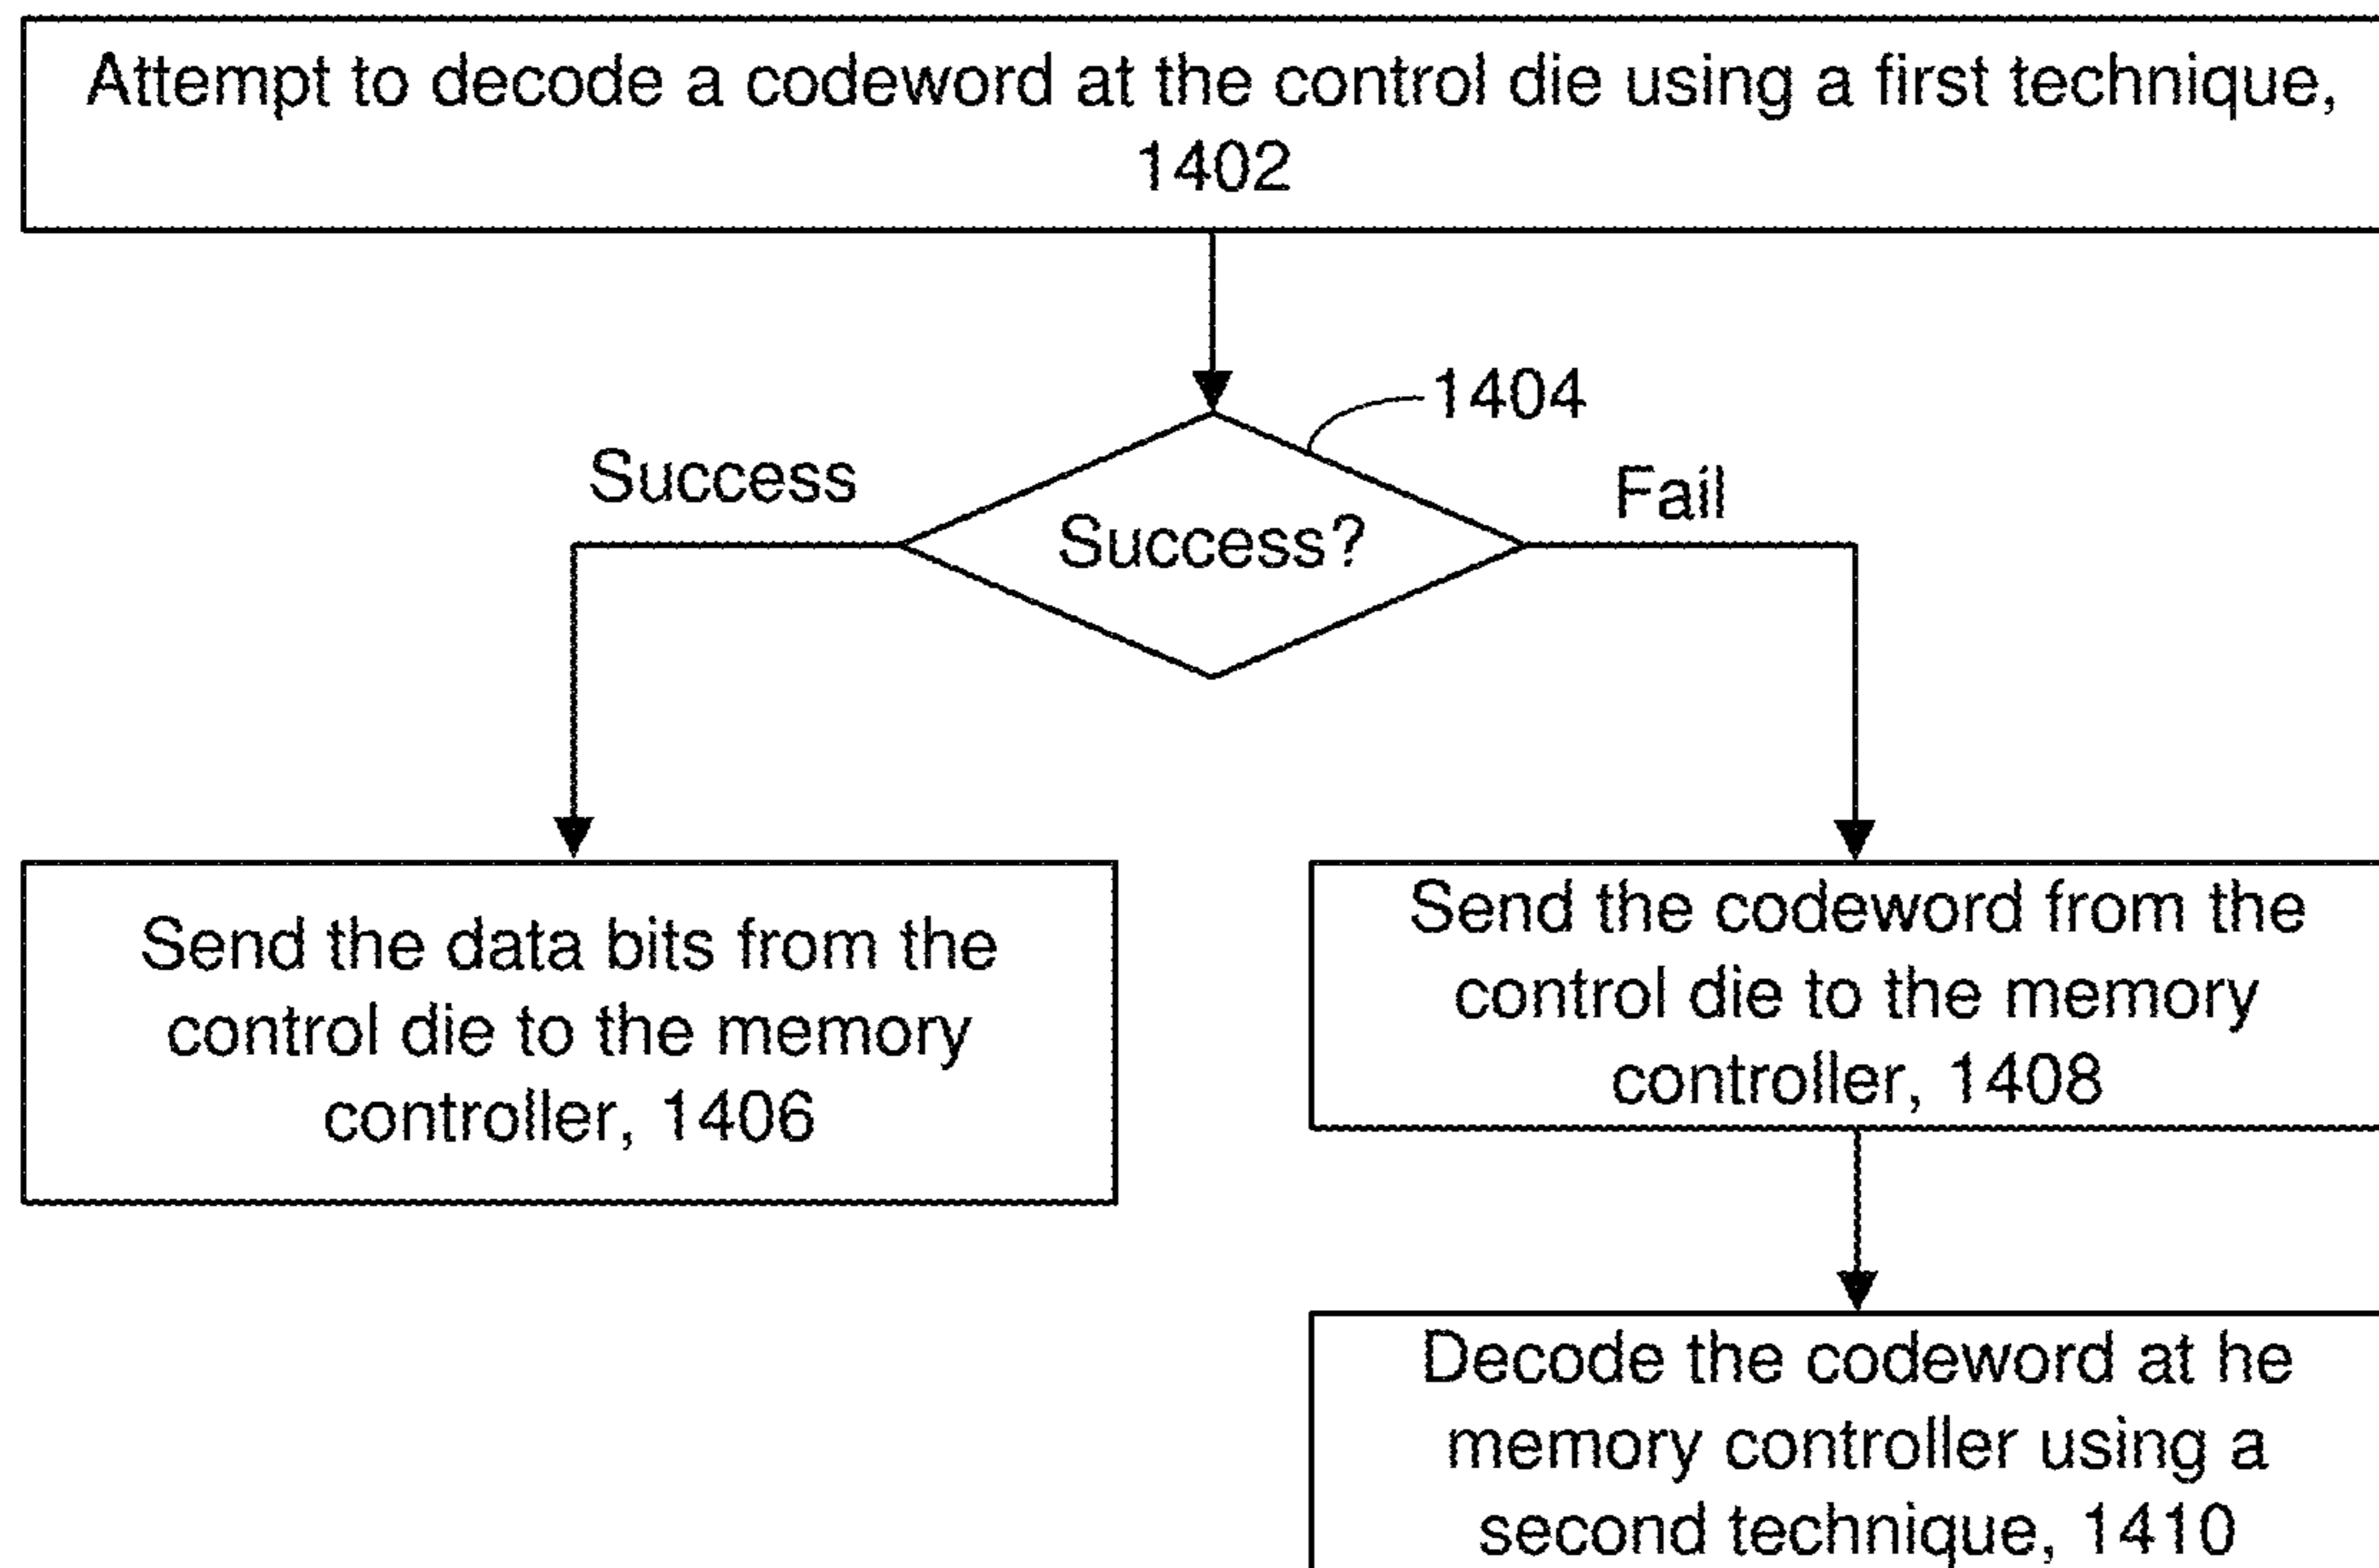 Attempt to decode a codeword at the control die using a first technique,
1402
1404
Success
Success?
Fail
Send the data bits from the
control die to the memory
controller, 1406
Send the codeword from the
control die to the memory
controller, 1408
Decode the codeword at he
memory controller using a
second technique, 1410